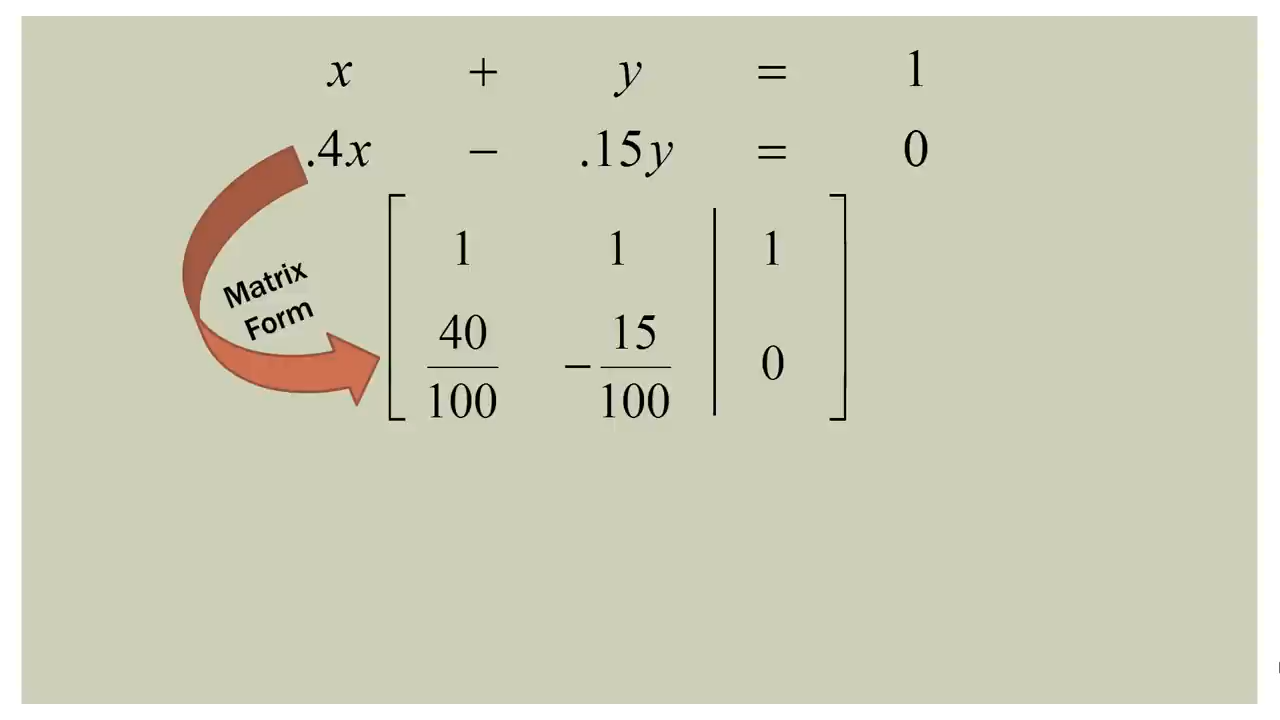 x + y = 1
.4x − .15y = 0
Matrix
Form
1 1 | 1
40/100 −15/100 | 0